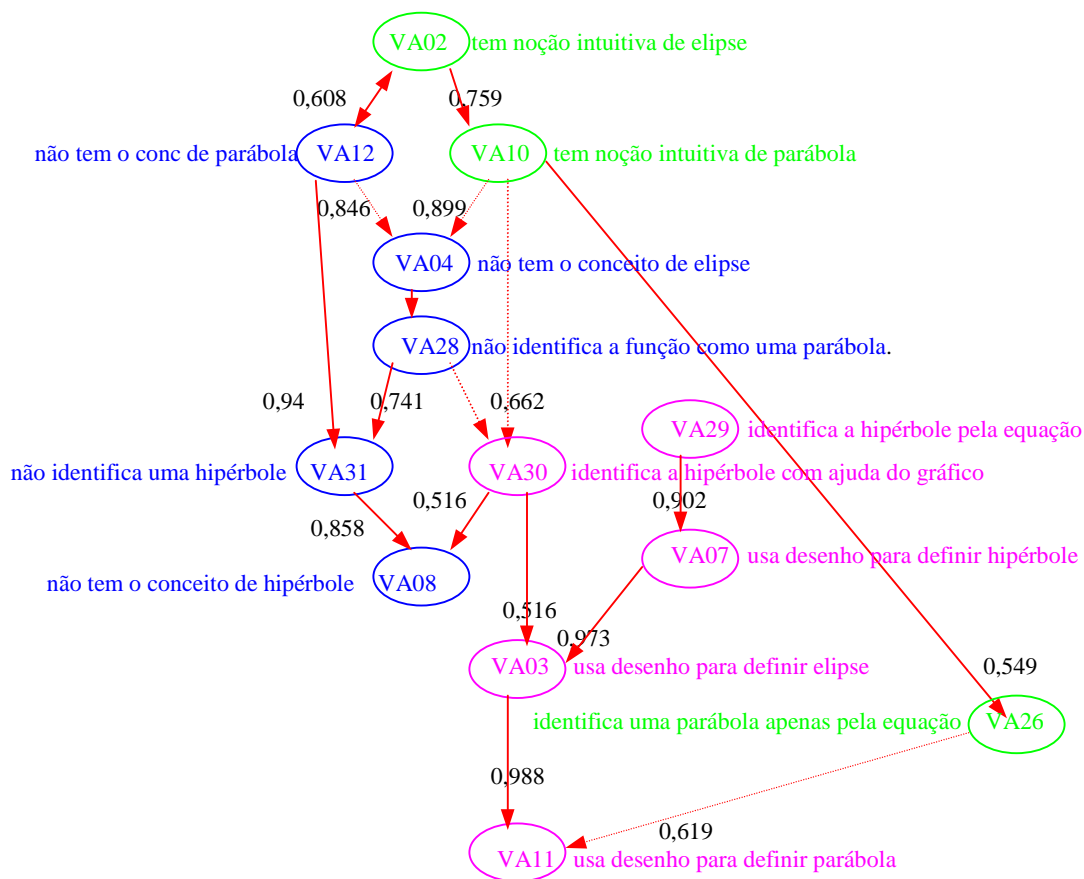 VA02 tem noção intuitiva de elipse
0,608 0,759
não tem o conc de parábola VA12 VA10 tem noção intuitiva de parábola
0,846 0,899
VA04 não tem o conceito de elipse
VA28 não identifica a função como uma parábola.
0,94 0,741 0,662
VA29 identifica a hipérbole pela equação
não identifica uma hipérbole VA31 VA30 identifica a hipérbole com ajuda do gráfico
0,858 0,516 0,902
VA07 usa desenho para definir hipérbole
não tem o conceito de hipérbole VA08
0,516
0,973
VA03 usa desenho para definir elipse 0,549
identifica uma parábola apenas pela equação VA26
0,988
0,619
VA11 usa desenho para definir parábola